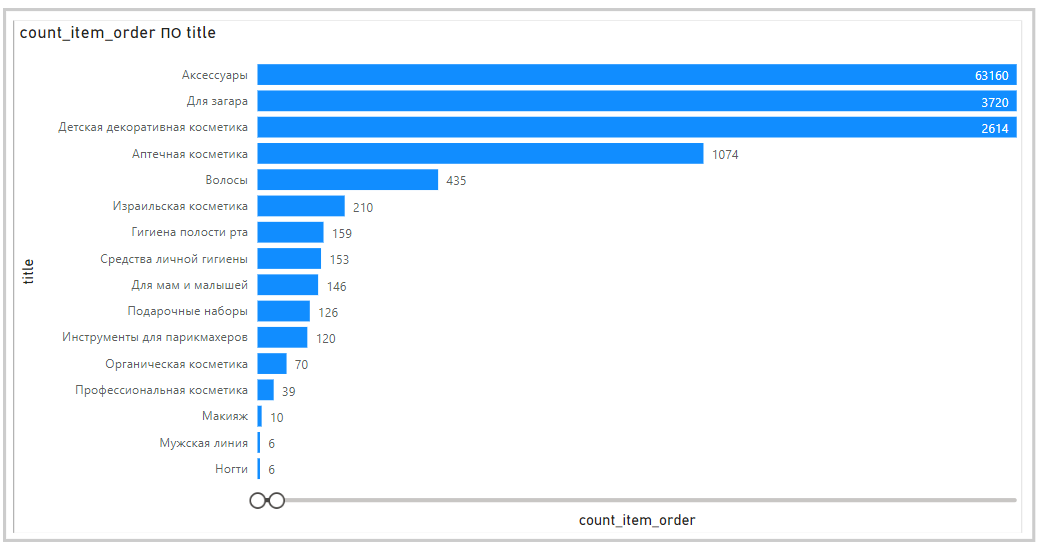 count_item_order по title
Аксессуары 63160
Для загара 3720
Детская декоративная косметика 2614
Аптечная косметика 1074
Волосы 435
Израильская косметика 210
Гигиена полости рта 159
Средства личной гигиены 153
Для мам и малышей 146
Подарочные наборы 126
Инструменты для парикмахеров 120
Органическая косметика 70
Профессиональная косметика 39
Макияж 10
Мужская линия 6
Ногти 6
title
count_item_order